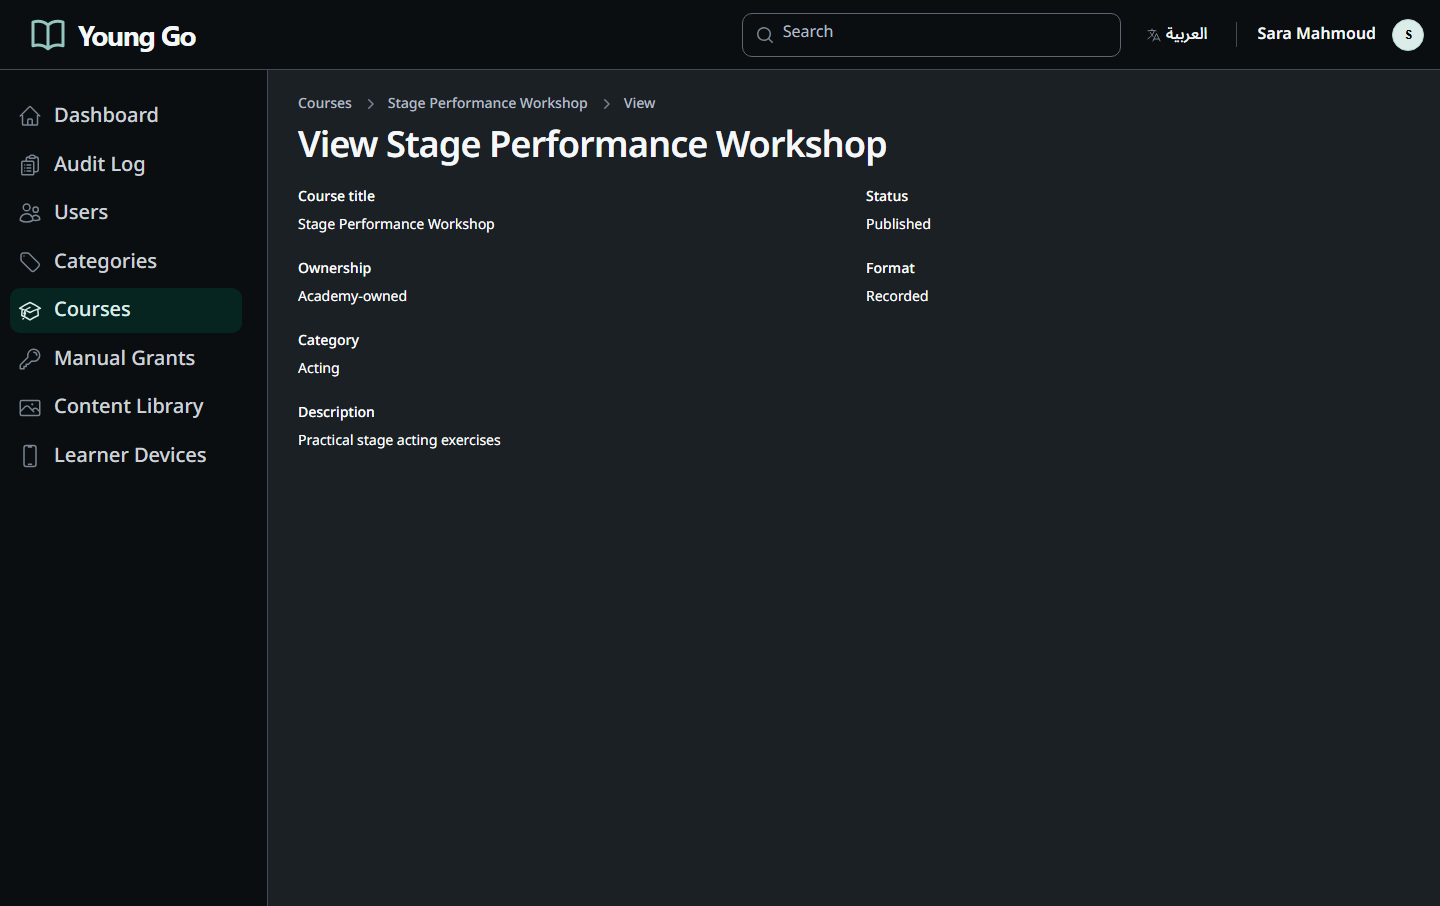 Young Go
Search
العربية
Sara Mahmoud
S
Dashboard
Audit Log
Users
Categories
Courses
Manual Grants
Content Library
Learner Devices
Courses > Stage Performance Workshop > View
View Stage Performance Workshop
Course title
Stage Performance Workshop
Status
Published
Ownership
Academy-owned
Format
Recorded
Category
Acting
Description
Practical stage acting exercises